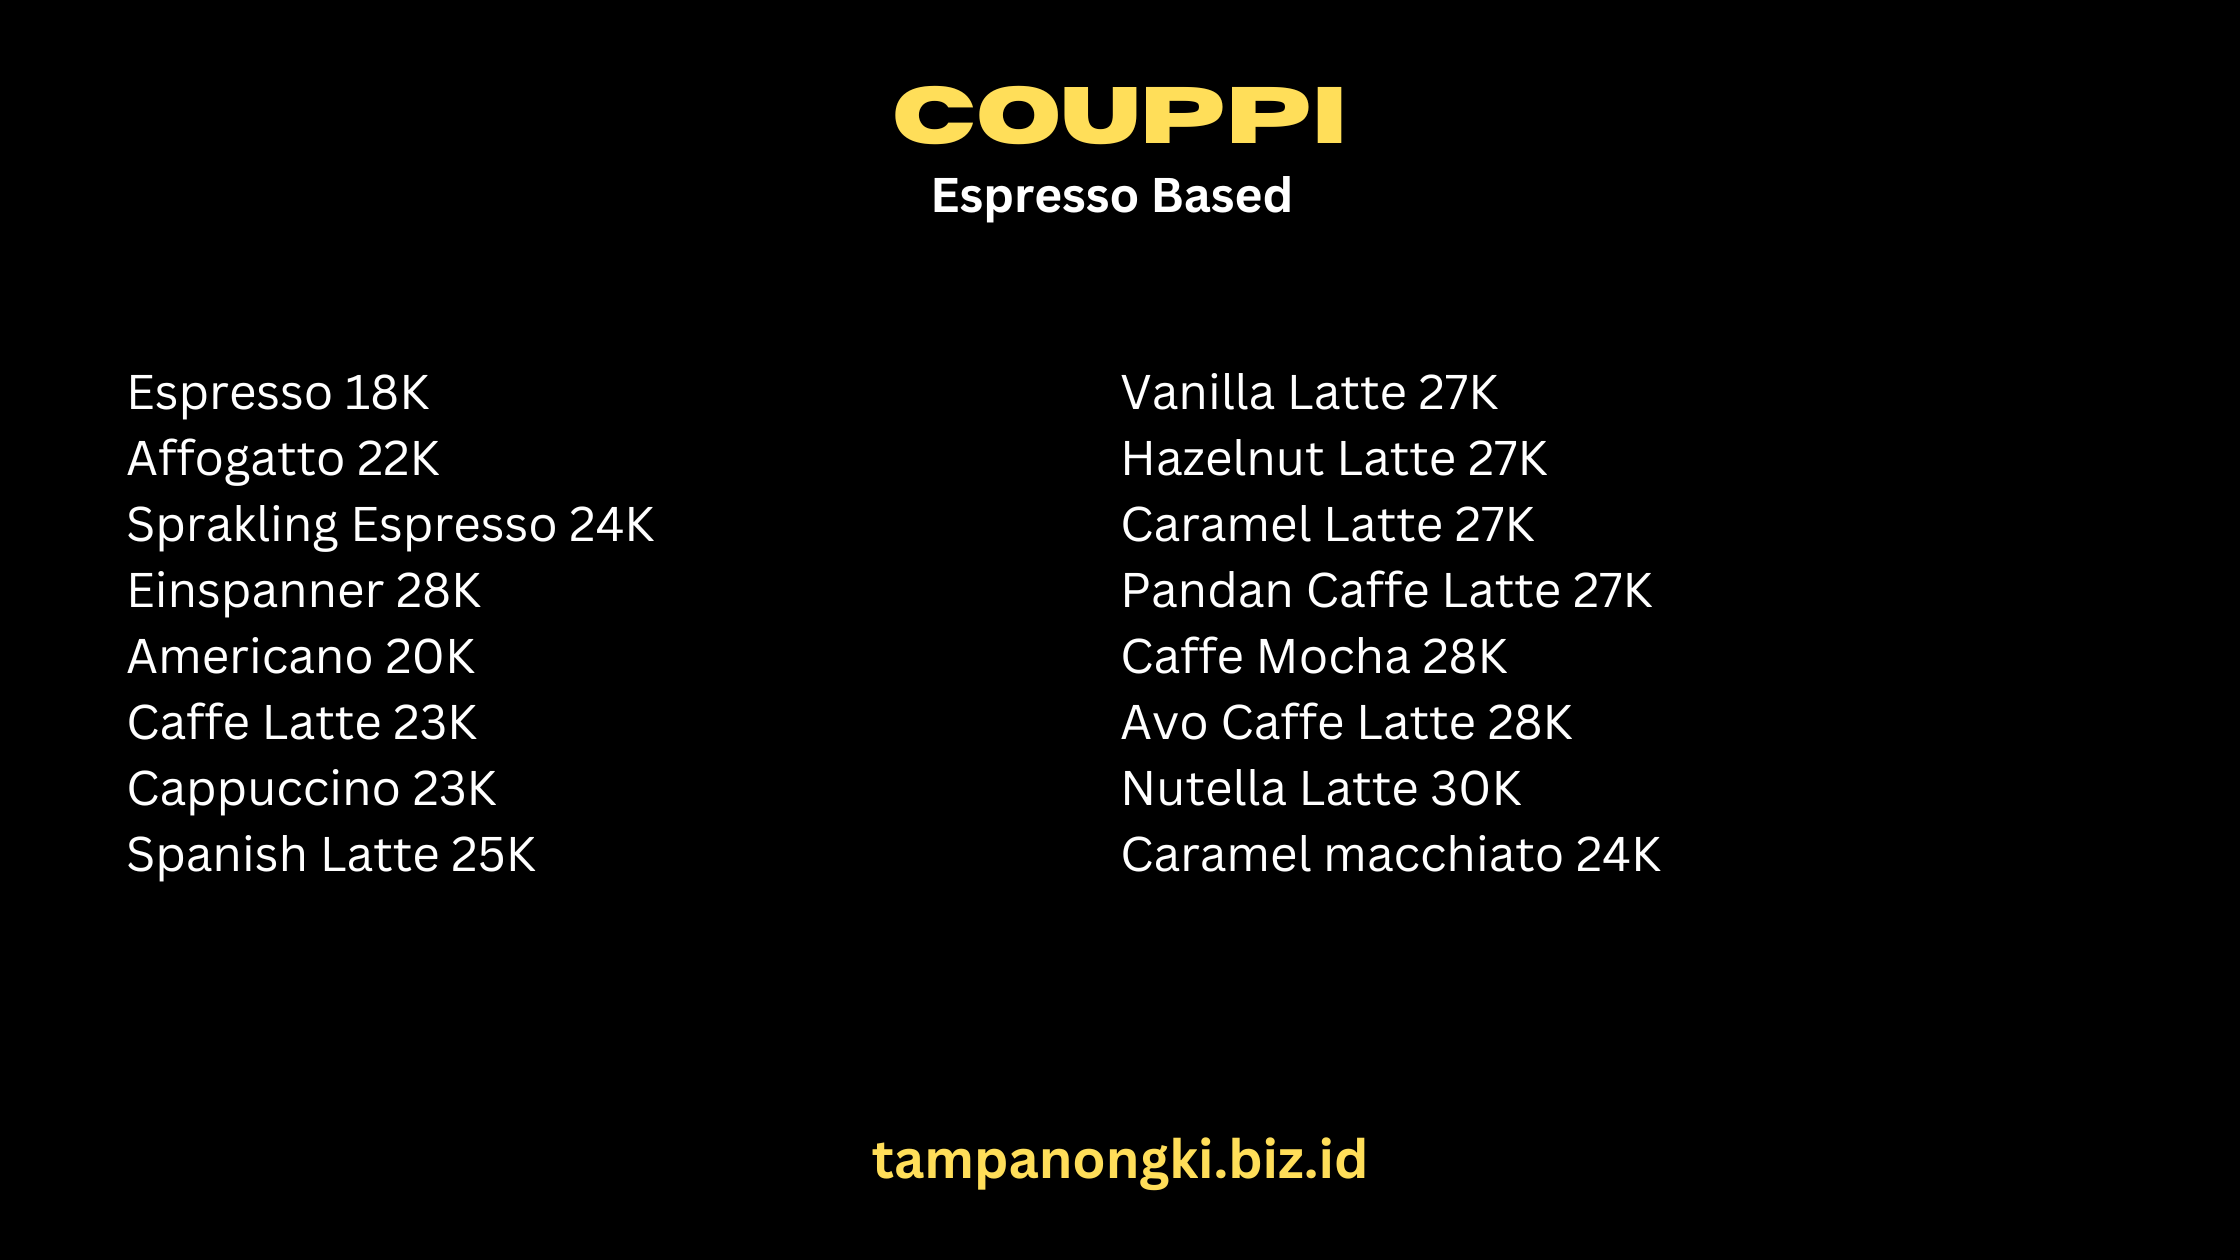 COUPPI
Espresso Based
Espresso 18K
Affogatto 22K
Sprakling Espresso 24K
Einspanner 28K
Americano 20K
Caffe Latte 23K
Cappuccino 23K
Spanish Latte 25K
Vanilla Latte 27K
Hazelnut Latte 27K
Caramel Latte 27K
Pandan Caffe Latte 27K
Caffe Mocha 28K
Avo Caffe Latte 28K
Nutella Latte 30K
Caramel macchiato 24K
tampanongki.biz.id